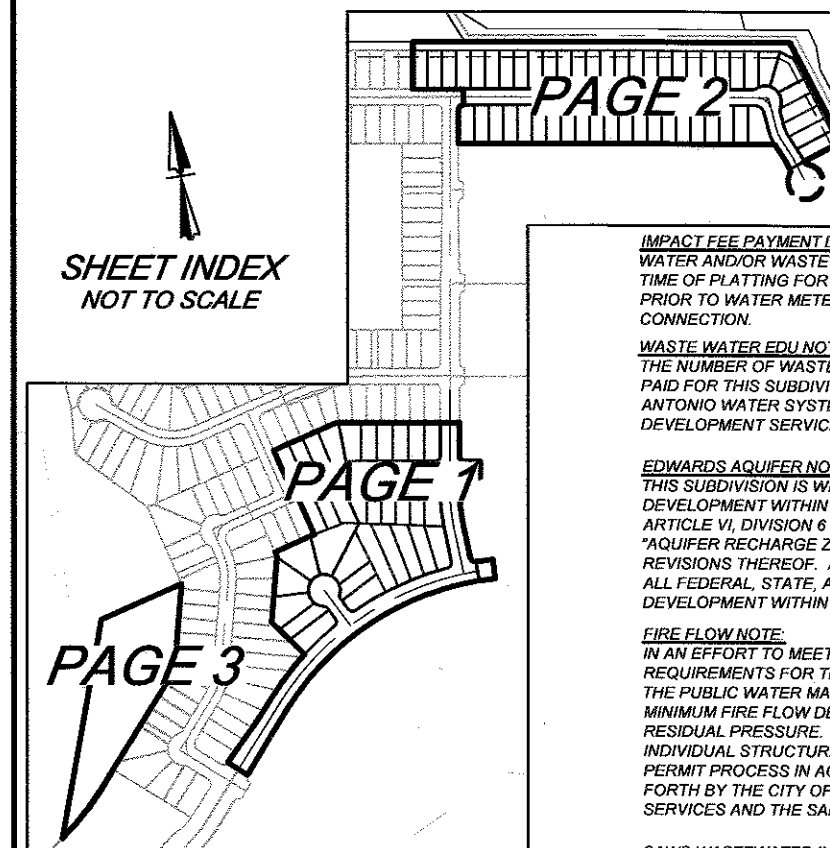 PAGE 2
SHEET INDEX
NOT TO SCALE
PAGE 1
PAGE 3
IMPACT FEE PAYMENT
WATER AND/OR WASTE
TIME OF PLATTING FOR
PRIOR TO WATER METE
CONNECTION.
WASTE WATER EDU NOT
THE NUMBER OF WASTE
PAID FOR THIS SUBDIVI
ANTONIO WATER SYSTE
DEVELOPMENT SERVIC
EDWARDS AQUIFER NO
THIS SUBDIVISION IS WI
DEVELOPMENT WITHIN
ARTICLE VI, DIVISION 6
"AQUIFER RECHARGE Z
REVISIONS THEREOF.
ALL FEDERAL, STATE, A
DEVELOPMENT WITHIN
FIRE FLOW NOTE:
IN AN EFFORT TO MEET
REQUIREMENTS FOR TH
THE PUBLIC WATER MA
MINIMUM FIRE FLOW DE
RESIDUAL PRESSURE.
INDIVIDUAL STRUCTUR
PERMIT PROCESS IN AC
FORTH BY THE CITY OF
SERVICES AND THE SA